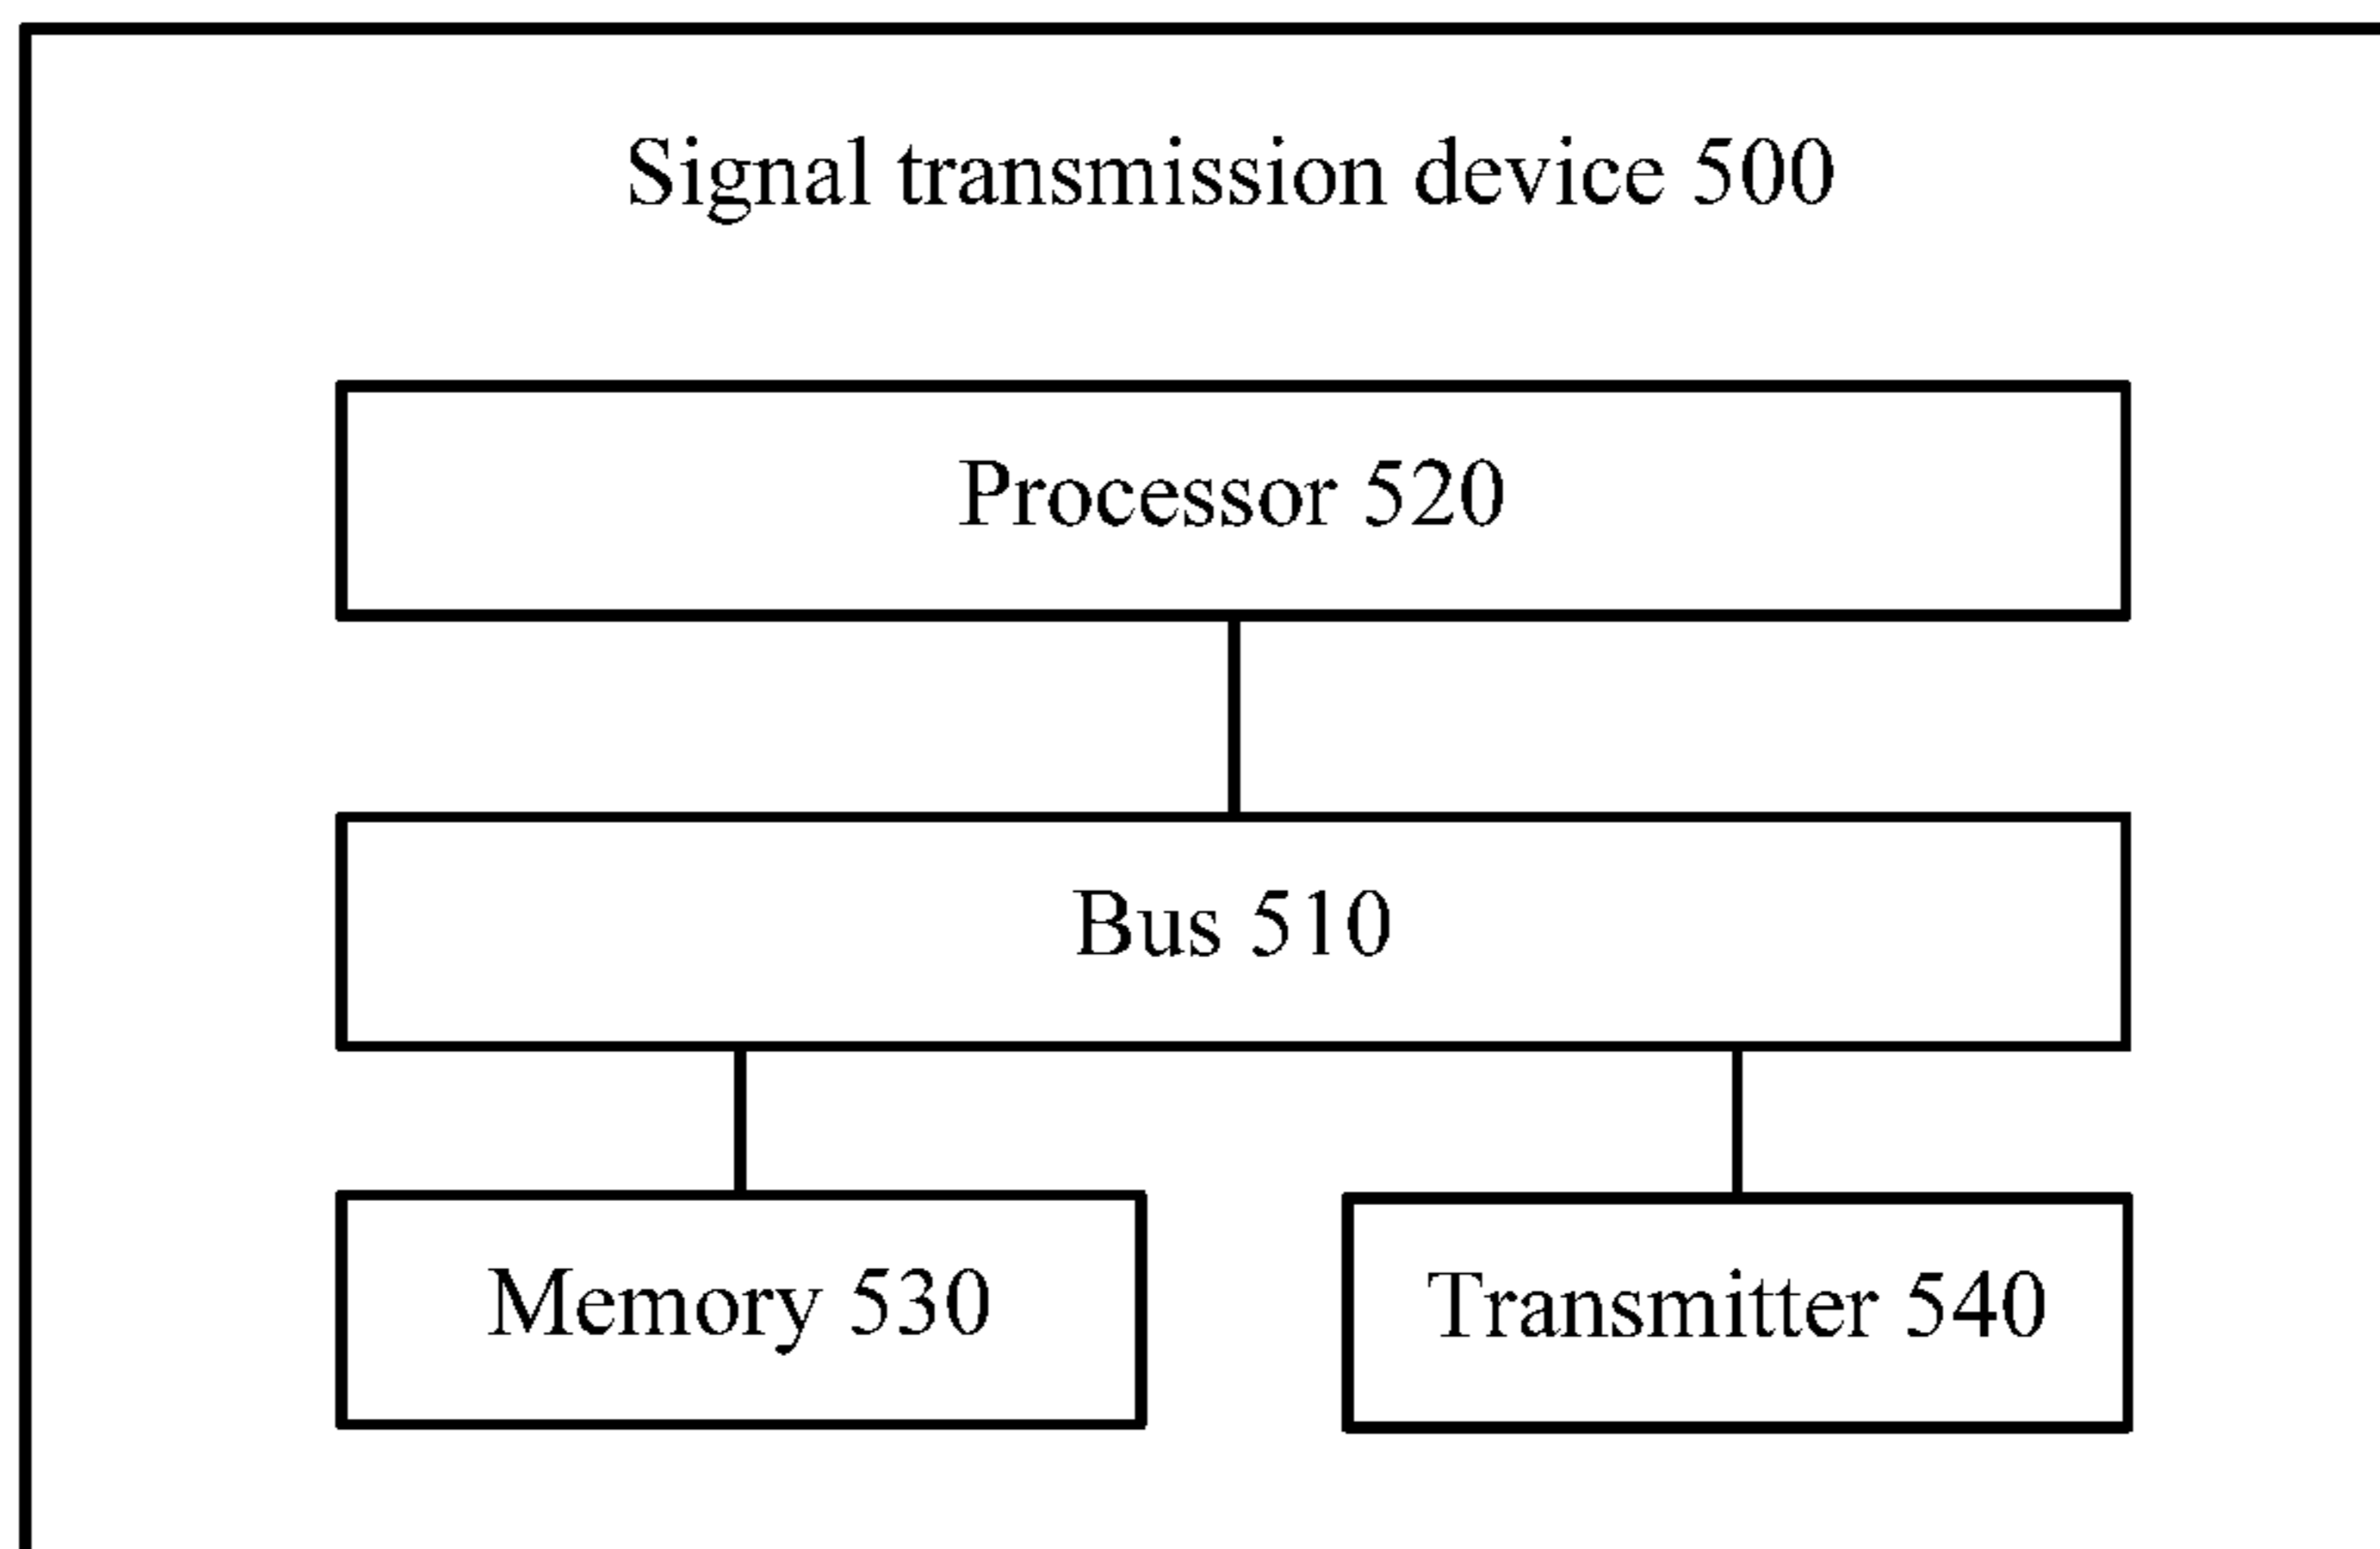 Signal transmission device 500
Processor 520
Bus 510
Memory 530
Transmitter 540